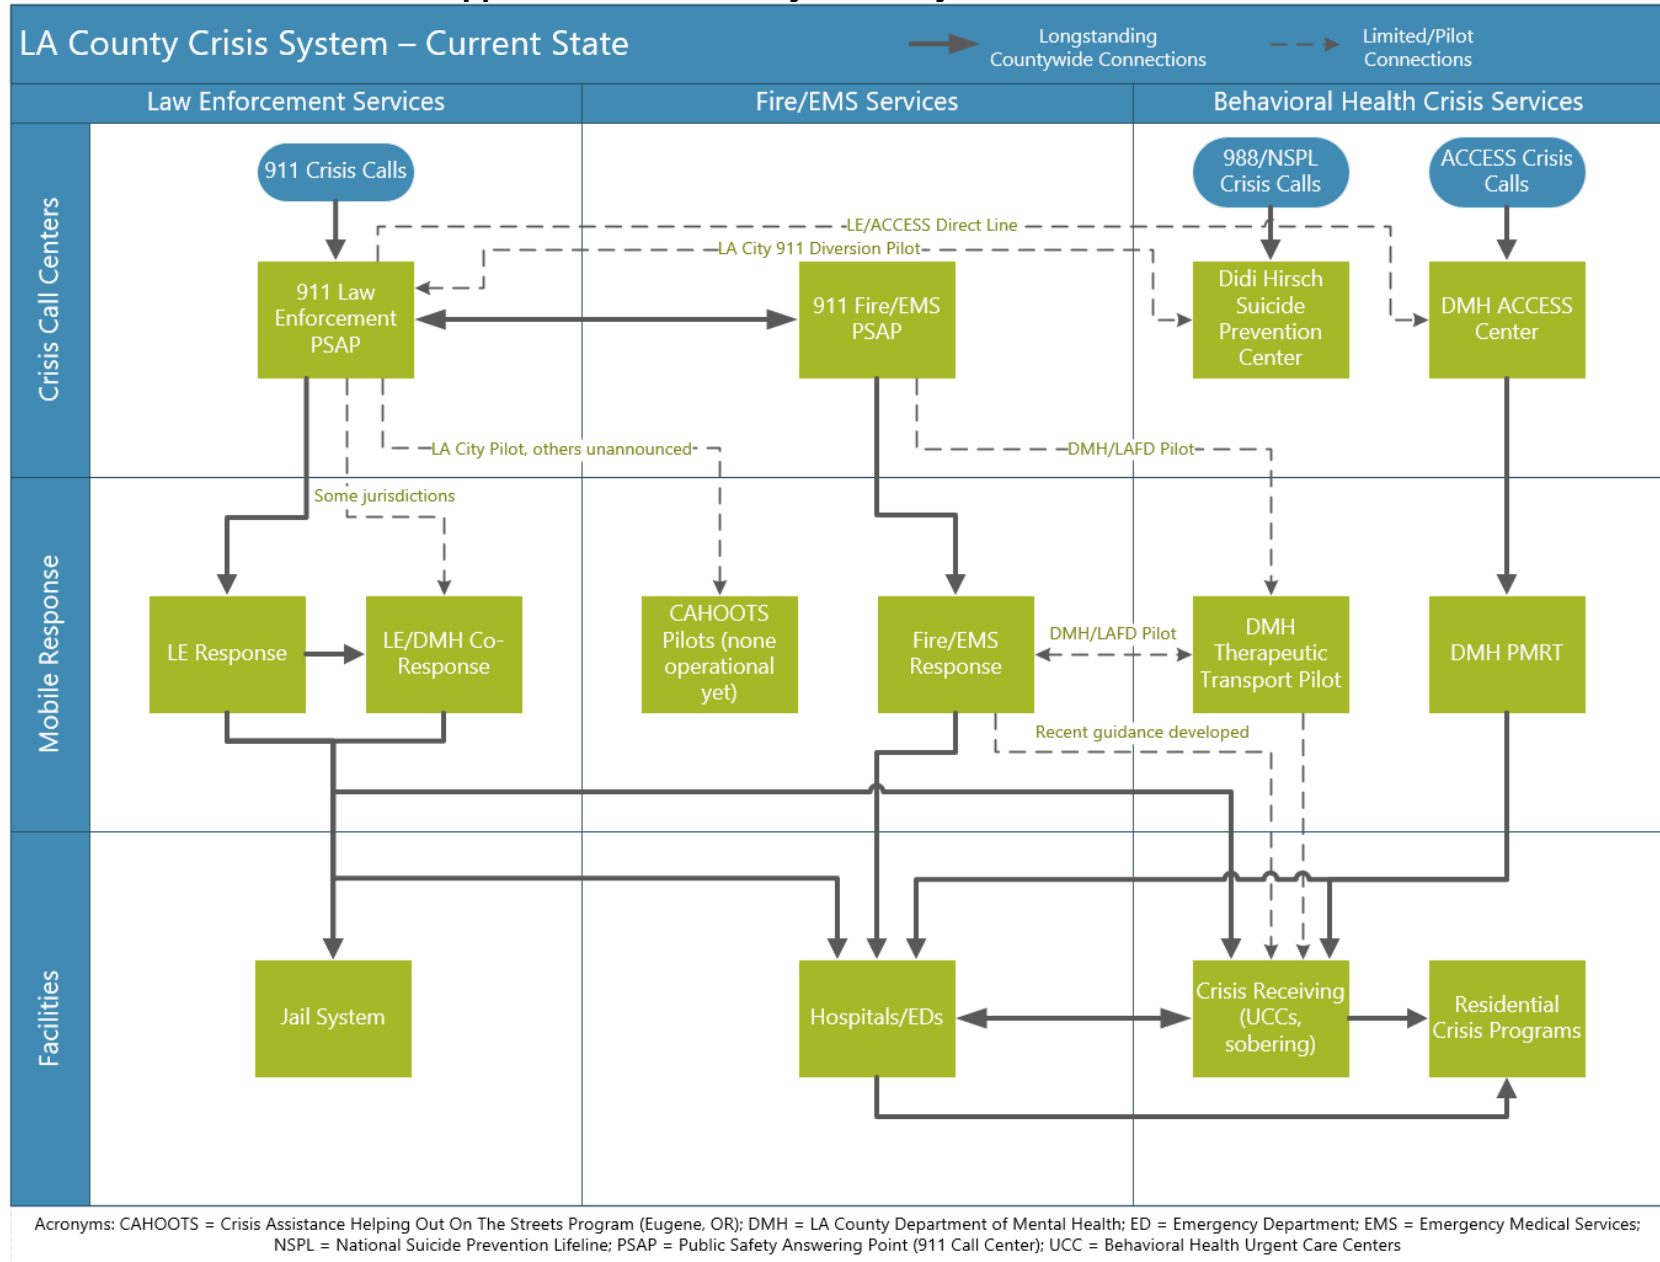 LA County Crisis System – Current State
Longstanding
Countywide Connections
Limited/Pilot
Connections
Law Enforcement Services
Fire/EMS Services
Behavioral Health Crisis Services
Crisis Call Centers
911 Crisis Calls
988/NSPL
Crisis Calls
ACCESS Crisis
Calls
LE/ACCESS Direct Line
LA City 911 Diversion Pilot
911 Law
Enforcement
PSAP
911 Fire/EMS
PSAP
Didi Hirsch
Suicide
Prevention
Center
DMH ACCESS
Center
LA City Pilot, others unannounced
DMH/LAFD Pilot
Some jurisdictions
Mobile Response
LE Response
LE/DMH Co-
Response
CAHOOTS
Pilots (none
operational
yet)
Fire/EMS
Response
DMH/LAFD Pilot
DMH
Therapeutic
Transport Pilot
DMH PMRT
Recent guidance developed
Facilities
Jail System
Hospitals/EDs
Crisis Receiving
(UCCs,
sobering)
Residential
Crisis Programs
Acronyms: CAHOOTS = Crisis Assistance Helping Out On The Streets Program (Eugene, OR); DMH = LA County Department of Mental Health; ED = Emergency Department; EMS = Emergency Medical Services;
NSPL = National Suicide Prevention Lifeline; PSAP = Public Safety Answering Point (911 Call Center); UCC = Behavioral Health Urgent Care Centers